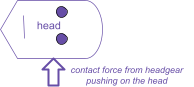 head
contact force from headgear
pushing on the head